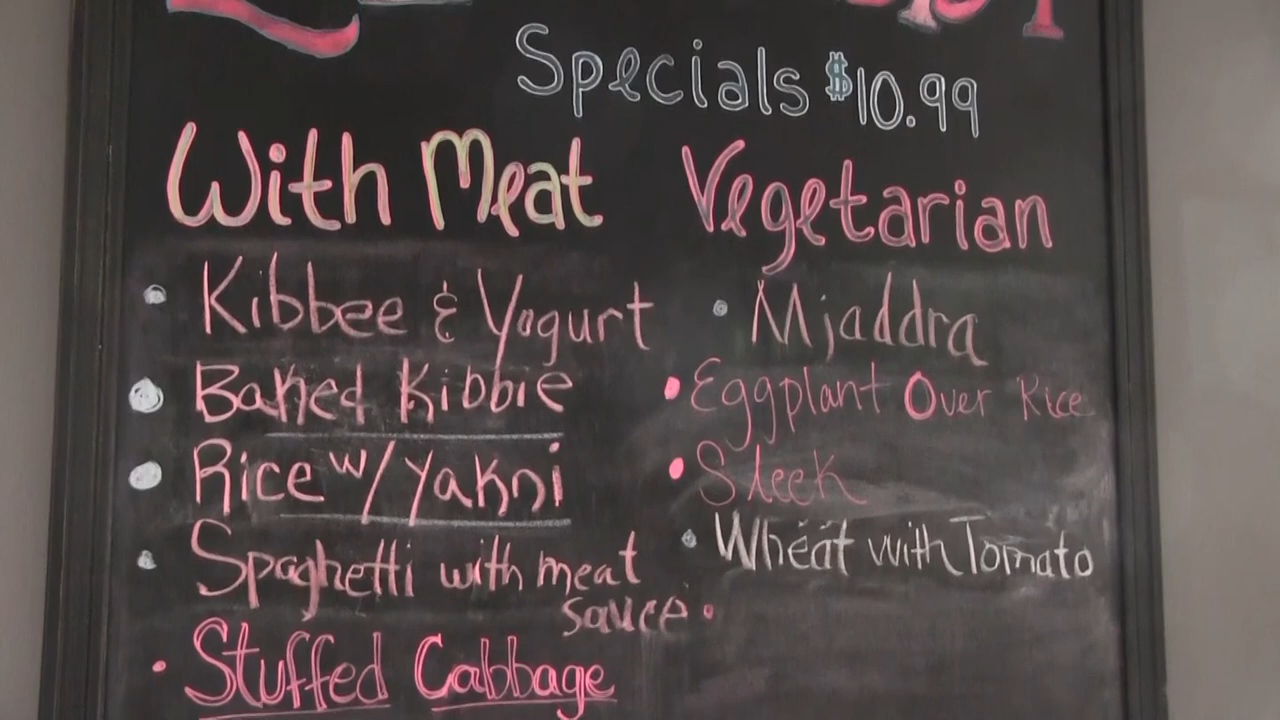 Specials $10.99
With Meat
• Kibbee & Yogurt
• Baked Kibbie
• Rice w/ Yakni
• Spaghetti with meat
sauce •
• Stuffed Cabbage
Vegetarian
• Mjaddra
• Eggplant Over Rice
• Sleek
• Wheat with Tomato